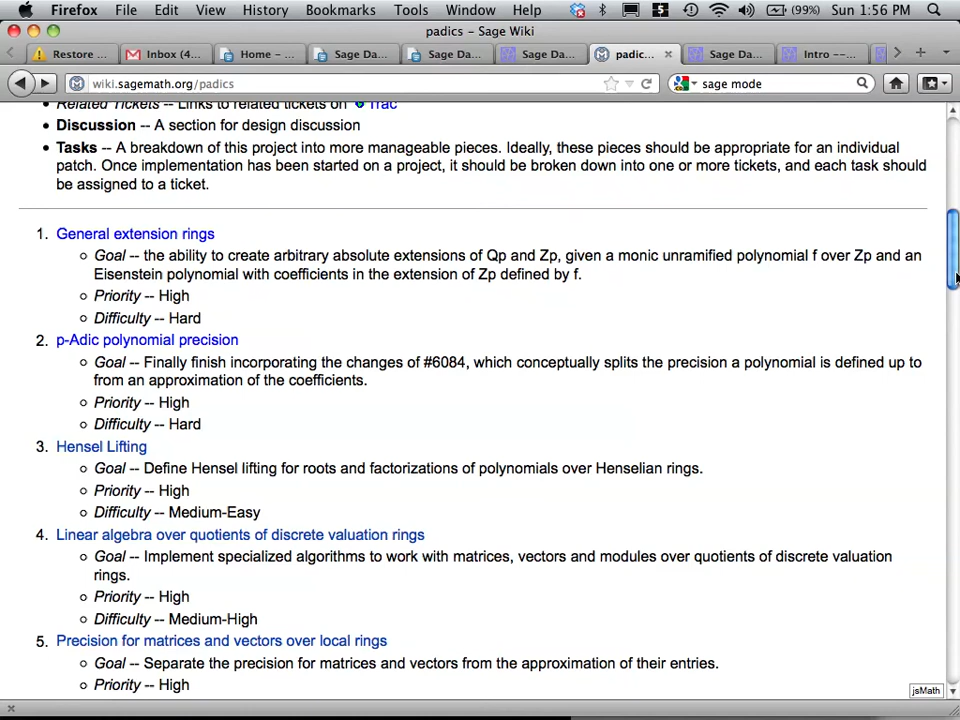 Firefox File Edit View History Bookmarks Tools Window Help (99%) Sun 1:56 PM
padics – Sage Wiki
Restore ... Inbox (4... Home – ... Sage Da... Sage Da... Sage Da... padic... Sage Da... Intro –-...
wiki.sagemath.org/padics sage mode
• Related Tickets -- Links to related tickets on Trac
• Discussion -- A section for design discussion
• Tasks -- A breakdown of this project into more manageable pieces. Ideally, these pieces should be appropriate for an individual
patch. Once implementation has been started on a project, it should be broken down into one or more tickets, and each task should
be assigned to a ticket.
1. General extension rings
○ Goal -- the ability to create arbitrary absolute extensions of Qp and Zp, given a monic unramified polynomial f over Zp and an
Eisenstein polynomial with coefficients in the extension of Zp defined by f.
○ Priority -- High
○ Difficulty -- Hard
2. p-Adic polynomial precision
○ Goal -- Finally finish incorporating the changes of #6084, which conceptually splits the precision a polynomial is defined up to
from an approximation of the coefficients.
○ Priority -- High
○ Difficulty -- Hard
3. Hensel Lifting
○ Goal -- Define Hensel lifting for roots and factorizations of polynomials over Henselian rings.
○ Priority -- High
○ Difficulty -- Medium-Easy
4. Linear algebra over quotients of discrete valuation rings
○ Goal -- Implement specialized algorithms to work with matrices, vectors and modules over quotients of discrete valuation
rings.
○ Priority -- High
○ Difficulty -- Medium-High
5. Precision for matrices and vectors over local rings
○ Goal -- Separate the precision for matrices and vectors from the approximation of their entries.
○ Priority -- High
jsMath